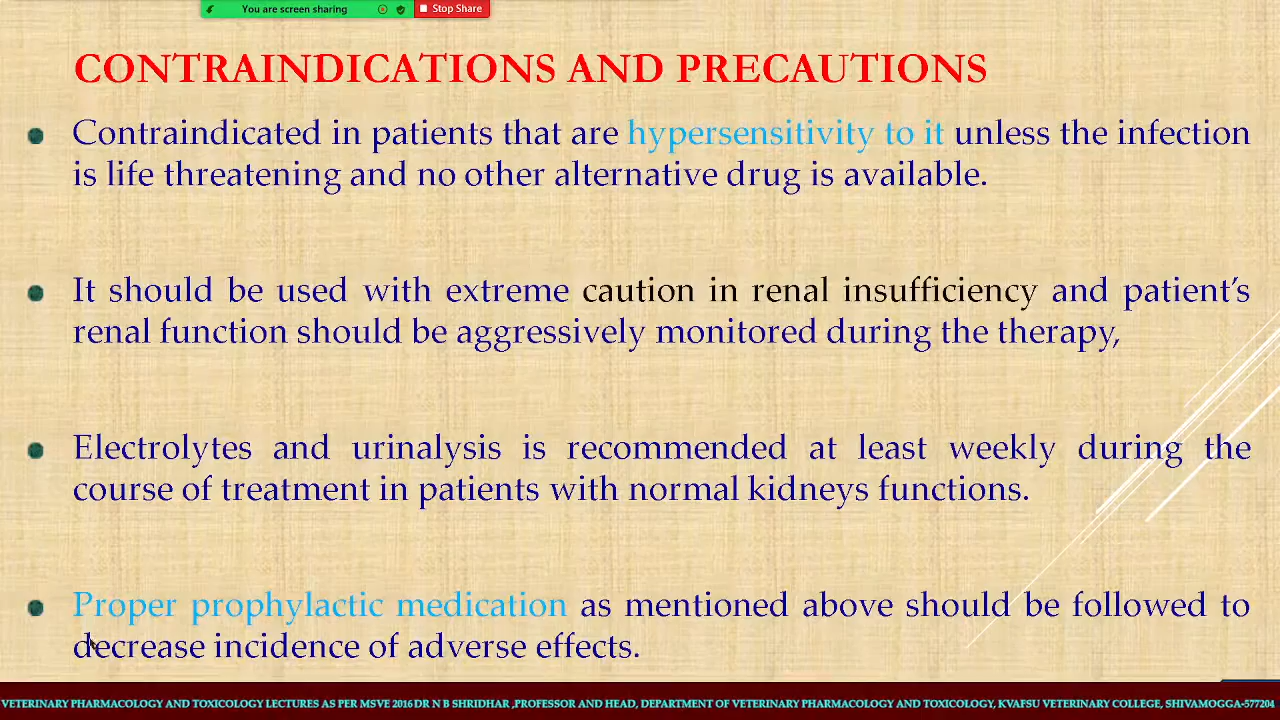 You are screen sharing
Stop Share
CONTRAINDICATIONS AND PRECAUTIONS
Contraindicated in patients that are hypersensitivity to it unless the infection
is life threatening and no other alternative drug is available.
It should be used with extreme caution in renal insufficiency and patient's
renal function should be aggressively monitored during the therapy,
Electrolytes and urinalysis is recommended at least weekly during the
course of treatment in patients with normal kidneys functions.
Proper prophylactic medication as mentioned above should be followed to
decrease incidence of adverse effects.
VETERINARY PHARMACOLOGY AND TOXICOLOGY LECTURES AS PER MSVE 2016 DR N B SHRIDHAR ,PROFESSOR AND HEAD, DEPARTMENT OF VETERINARY PHARMACOLOGY AND TOXICOLOGY, KVAFSU VETERINARY COLLEGE, SHIVAMOGGA-577204